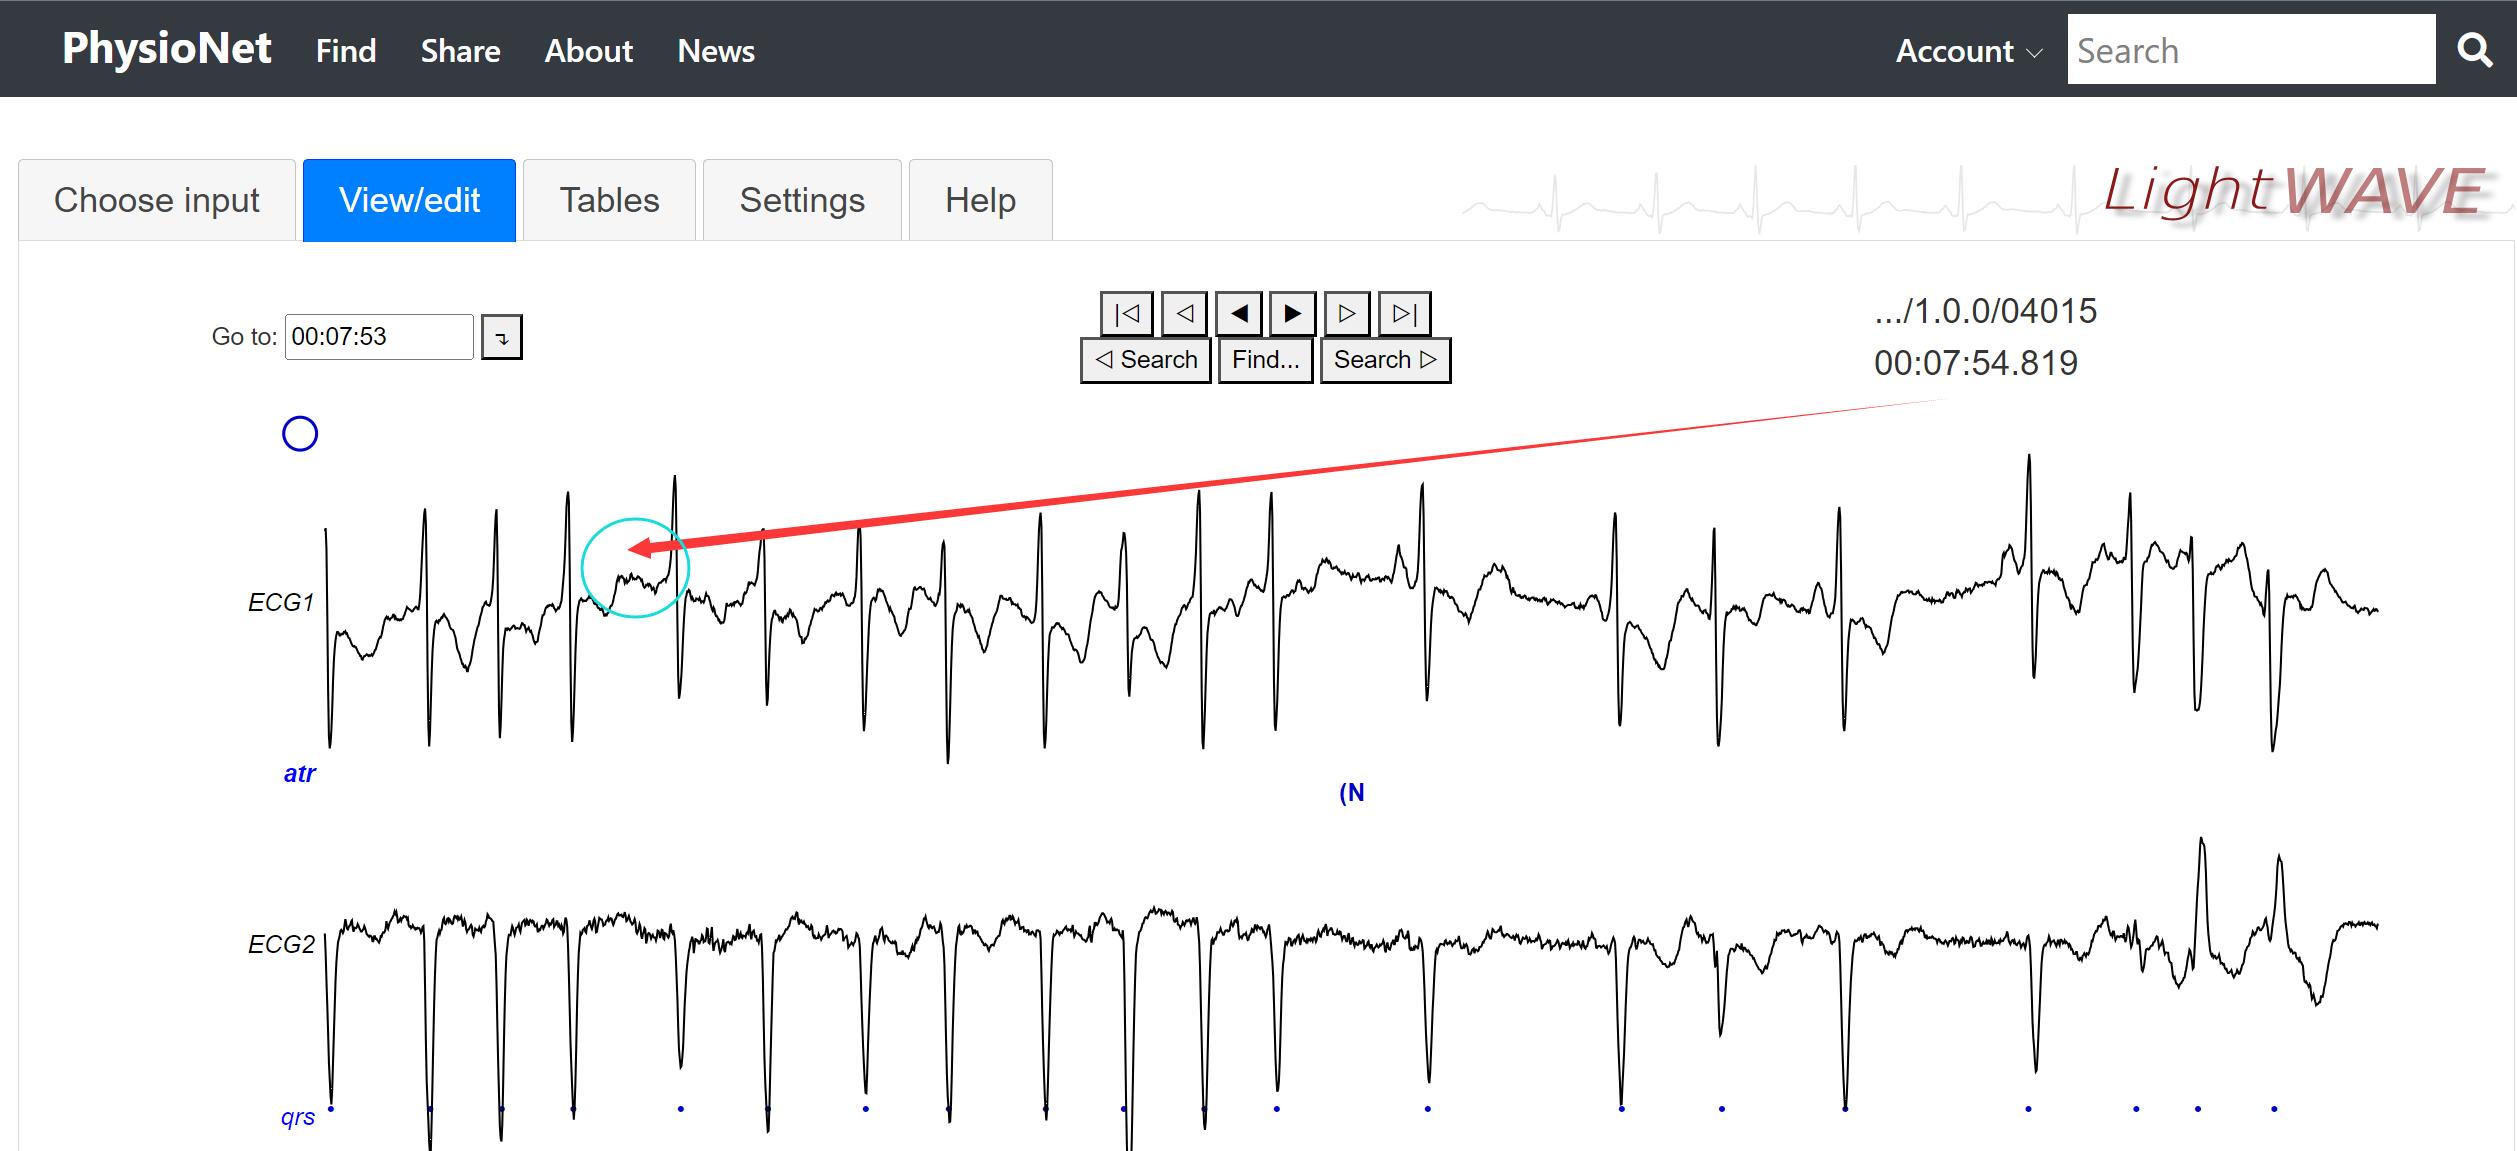 PhysioNet Find Share About News Account Search
Choose input View/edit Tables Settings Help LightWAVE
Go to: 00:07:53
◁ Search Find... Search ▷
.../1.0.0/04015
00:07:54.819
ECG1
atr
(N
ECG2
qrs